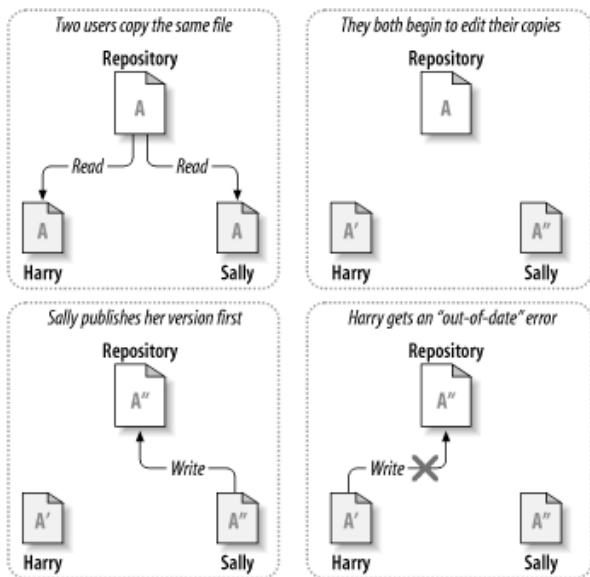 Two users copy the same file
Repository
A
Read Read
A A
Harry Sally
They both begin to edit their copies
Repository
A
A' A"
Harry Sally
Sally publishes her version first
Repository
A"
Write
A' A"
Harry Sally
Harry gets an “out-of-date” error
Repository
A"
Write
A' A"
Harry Sally